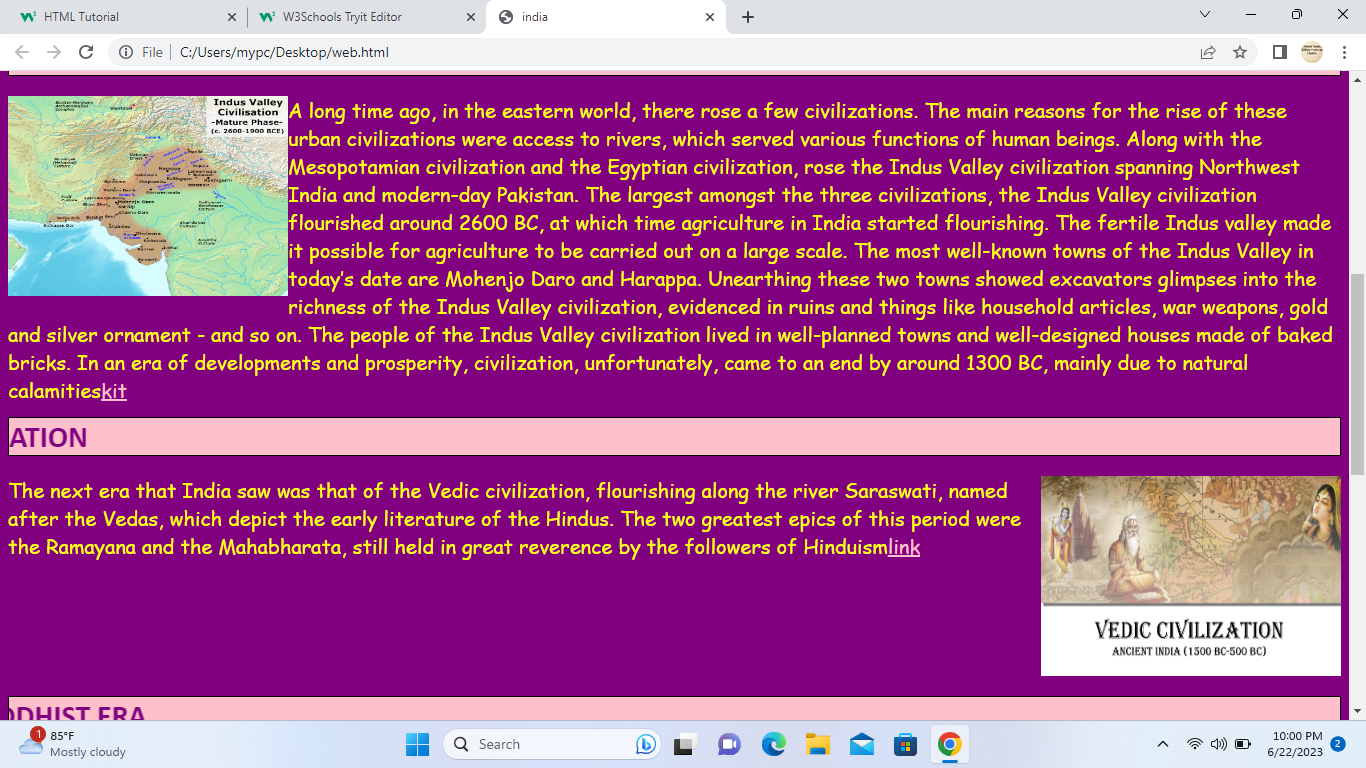 HTML Tutorial
W3Schools Tryit Editor
india
File
C:/Users/mypc/Desktop/web.html
Indus Valley
Civilisation
-Mature Phase-
(c. 2600-1900 BCE)
A long time ago, in the eastern world, there rose a few civilizations. The main reasons for the rise of these
urban civilizations were access to rivers, which served various functions of human beings. Along with the
Mesopotamian civilization and the Egyptian civilization, rose the Indus Valley civilization spanning Northwest
India and modern-day Pakistan. The largest amongst the three civilizations, the Indus Valley civilization
flourished around 2600 BC, at which time agriculture in India started flourishing. The fertile Indus valley made
it possible for agriculture to be carried out on a large scale. The most well-known towns of the Indus Valley in
today's date are Mohenjo Daro and Harappa. Unearthing these two towns showed excavators glimpses into the
richness of the Indus Valley civilization, evidenced in ruins and things like household articles, war weapons, gold
and silver ornament - and so on. The people of the Indus Valley civilization lived in well-planned towns and well-designed houses made of baked
bricks. In an era of developments and prosperity, civilization, unfortunately, came to an end by around 1300 BC, mainly due to natural
calamitieskit
ATION
The next era that India saw was that of the Vedic civilization, flourishing along the river Saraswati, named
after the Vedas, which depict the early literature of the Hindus. The two greatest epics of this period were
the Ramayana and the Mahabharata, still held in great reverence by the followers of Hinduismlink
VEDIC CIVILIZATION
ANCIENT INDIA (1500 BC-500 BC)
DDHIST ERA
1
85°F
Mostly cloudy
Search
10:00 PM
6/22/2023
2